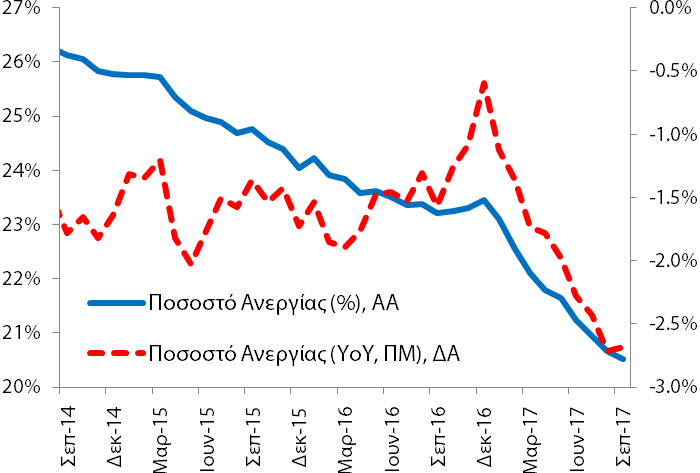 27%
26%
25%
24%
23%
22%
21%
20%
0.0%
-0.5%
-1.0%
-1.5%
-2.0%
-2.5%
-3.0%
Ποσοστό Ανεργίας (%), ΑΑ
Ποσοστό Ανεργίας (YoY, ΠΜ), ΔΑ
Σεπ-14
Δεκ-14
Μαρ-15
Ιουν-15
Σεπ-15
Δεκ-15
Μαρ-16
Ιουν-16
Σεπ-16
Δεκ-16
Μαρ-17
Ιουν-17
Σεπ-17